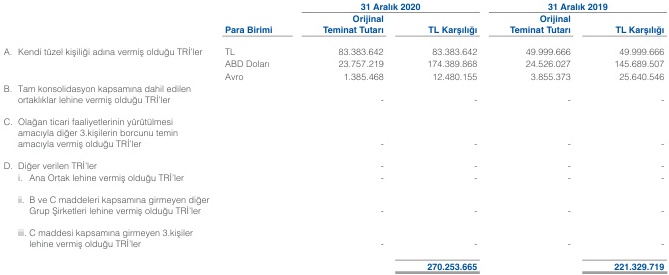 31 Aralık 2020 31 Aralık 2019
Orijinal Orijinal
Para Birimi Teminat Tutarı TL Karşılığı Teminat Tutarı TL Karşılığı
A. Kendi tüzel kişiliği adına vermiş olduğu TRİ'ler TL 83.383.642 83.383.642 49.999.666 49.999.666
ABD Doları 23.757.219 174.389.868 24.526.027 145.689.507
Avro 1.385.468 12.480.155 3.855.373 25.640.546
B. Tam konsolidasyon kapsamına dahil edilen
ortaklıklar lehine vermiş olduğu TRİ'ler - - - -
C. Olağan ticari faaliyetlerinin yürütülmesi
amacıyla diğer 3.kişilerin borcunu temin
amacıyla vermiş olduğu TRİ'ler - - - -
D. Diğer verilen TRİ'ler - - - -
i. Ana Ortak lehine vermiş olduğu TRİ'ler - - - -
ii. B ve C maddeleri kapsamına girmeyen diğer
Grup Şirketleri lehine vermiş olduğu TRİ'ler - - - -
iii. C maddesi kapsamına girmeyen 3.kişiler
lehine vermiş olduğu TRİ'ler - - - -
270.253.665 221.329.719